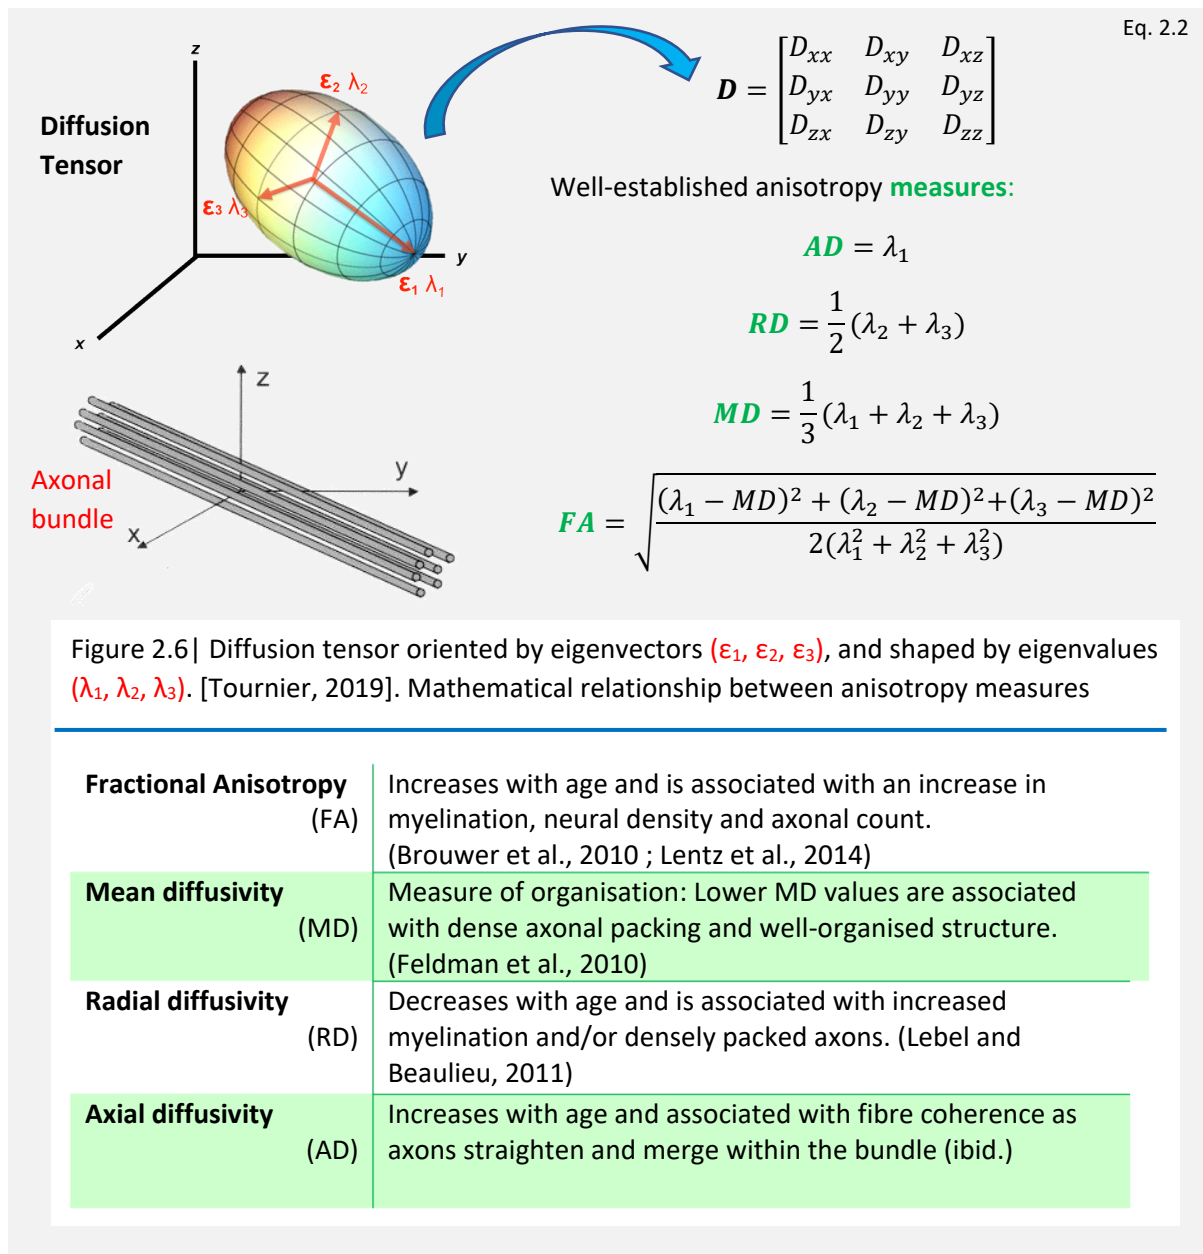 Eq. 2.2
Diffusion
Tensor
z
ε₂ λ₂
ε₃ λ₃
ε₁ λ₁
y
x
D = [Dxx Dxy Dxz
Dyx Dyy Dyz
Dzx Dzy Dzz]
Well-established anisotropy measures:
AD = λ₁
RD = 1/2 (λ₂ + λ₃)
MD = 1/3 (λ₁ + λ₂ + λ₃)
FA = √((λ₁ − MD)² + (λ₂ − MD)²+(λ₃ − MD)² / 2(λ₁² + λ₂² + λ₃²))
z
y
x
Axonal
bundle
Figure 2.6| Diffusion tensor oriented by eigenvectors (ε₁, ε₂, ε₃), and shaped by eigenvalues
(λ₁, λ₂, λ₃). [Tournier, 2019]. Mathematical relationship between anisotropy measures
Fractional Anisotropy
(FA)
Increases with age and is associated with an increase in
myelination, neural density and axonal count.
(Brouwer et al., 2010 ; Lentz et al., 2014)
Mean diffusivity
(MD)
Measure of organisation: Lower MD values are associated
with dense axonal packing and well-organised structure.
(Feldman et al., 2010)
Radial diffusivity
(RD)
Decreases with age and is associated with increased
myelination and/or densely packed axons. (Lebel and
Beaulieu, 2011)
Axial diffusivity
(AD)
Increases with age and associated with fibre coherence as
axons straighten and merge within the bundle (ibid.)